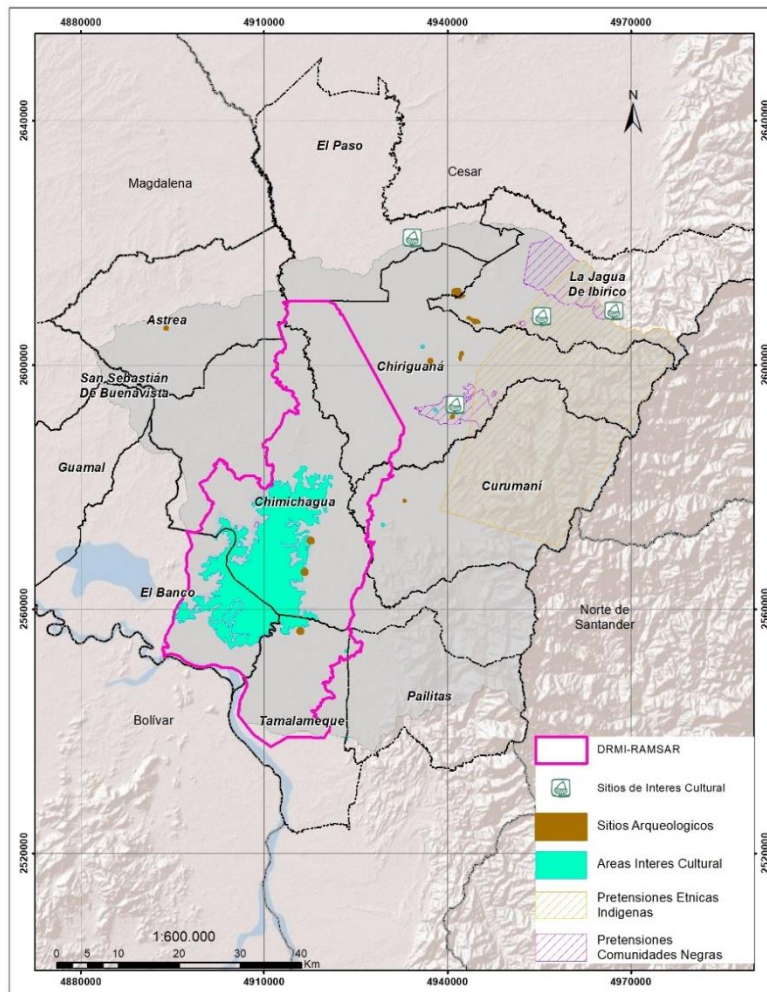 4880000 4910000 4940000 4970000
2640000 2640000
N
El Paso
Cesar
Magdalena
La Jagua
De Ibirico
Astrea
2600000 2600000
San Sebastián
De Buenavista
Chiriguaná
Guamal
Chimichagua
Curumaní
El Banco
2560000 2560000
Norte de
Santander
Bolívar
Tamalameque
Pailitas
DRMI-RAMSAR
Sitios de Interes Cultural
Sitios Arqueologicos
Areas Interes Cultural
Pretensiones Etnicas
Indigenas
Pretensiones
Comunidades Negras
2520000 2520000
1:600.000
0 5 10 20 30 40
Km
4880000 4910000 4940000 4970000